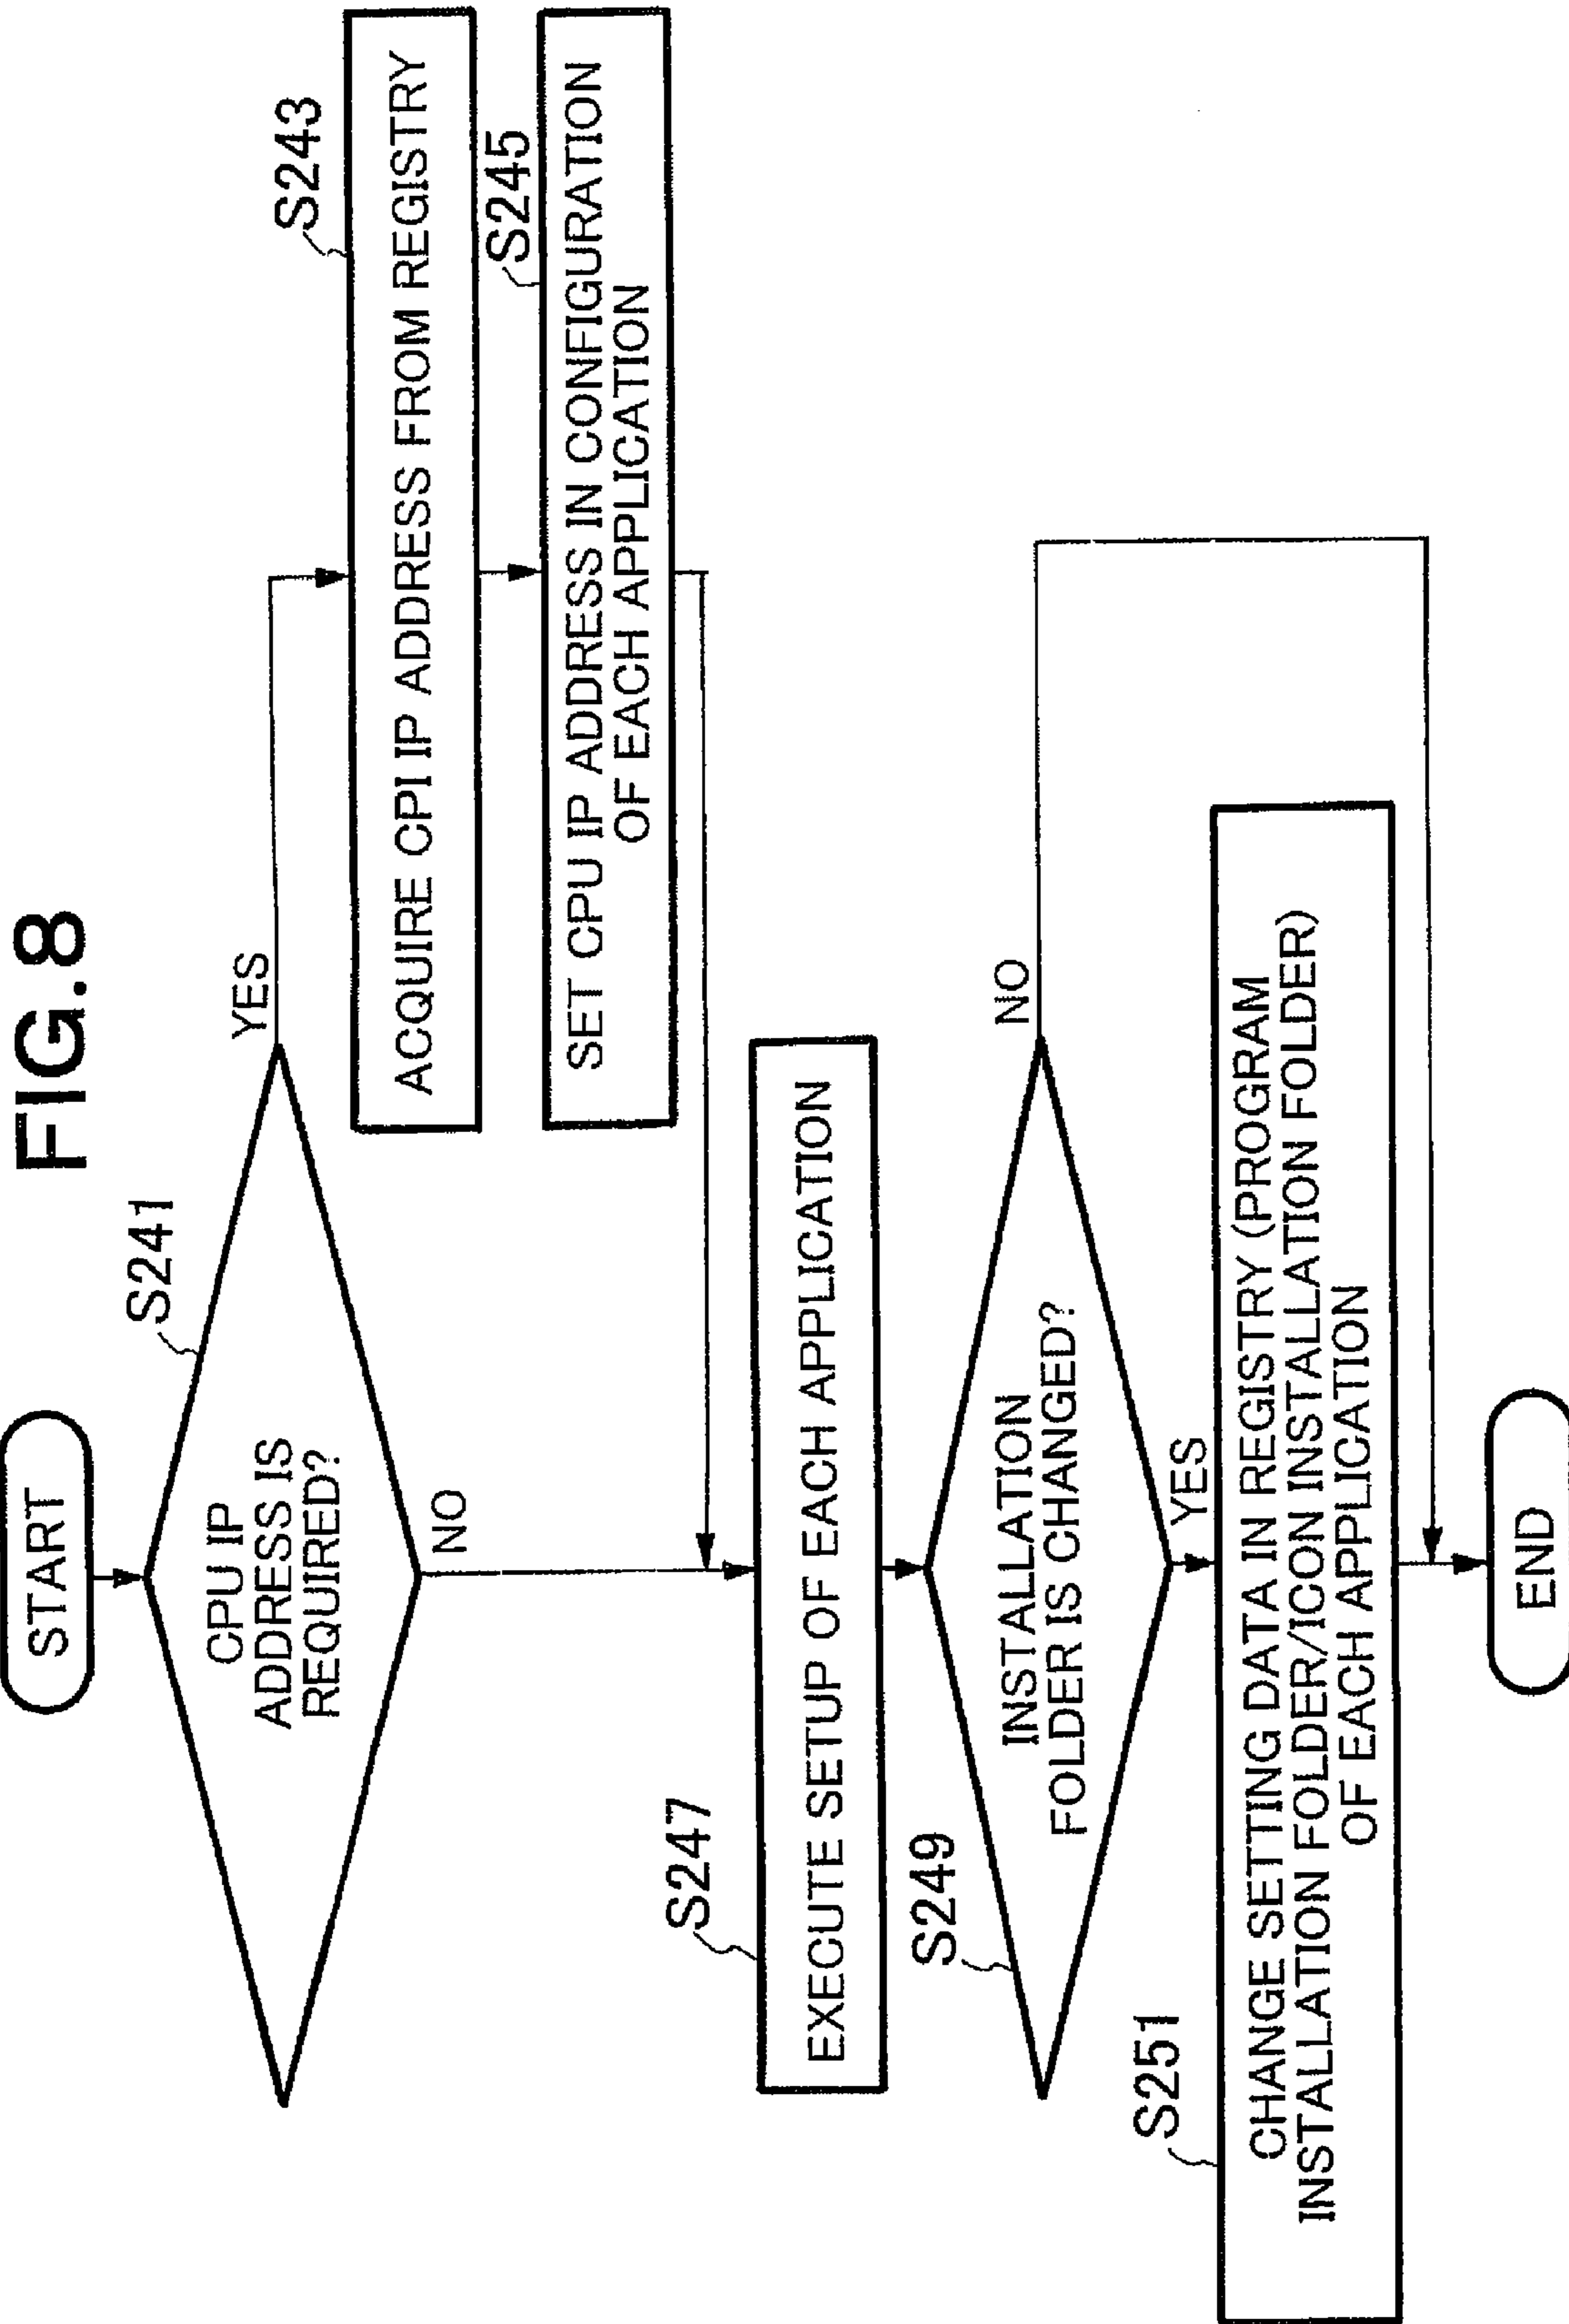 FIG.8
START
S241
CPU IP
ADDRESS IS
REQUIRED?
YES
NO
S243
ACQUIRE CPI IP ADDRESS FROM REGISTRY
S245
SET CPU IP ADDRESS IN CONFIGURATION
OF EACH APPLICATION
S247
EXECUTE SETUP OF EACH APPLICATION
S249
INSTALLATION
FOLDER IS CHANGED?
NO
YES
S251
CHANGE SETTING DATA IN REGISTRY (PROGRAM
INSTALLATION FOLDER/ICON INSTALLATION FOLDER)
OF EACH APPLICATION
END